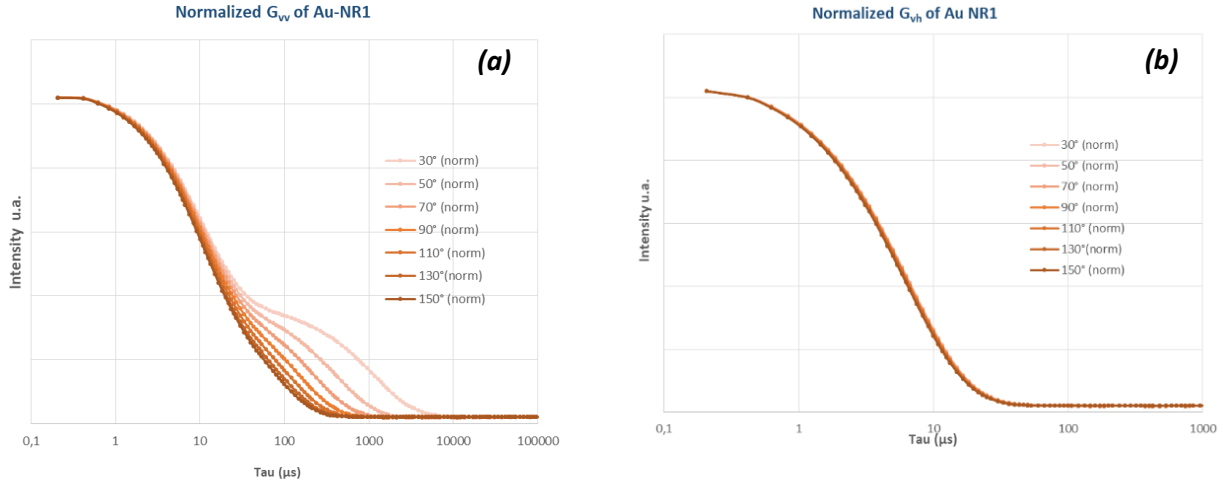 Normalized Gvv of Au-NR1
(a)
Intensity u.a.
30° (norm)
50° (norm)
70° (norm)
90° (norm)
110° (norm)
130°(norm)
150° (norm)
0,1 1 10 100 1000 10000 100000
Tau (µs)
Normalized Gvh of Au NR1
(b)
Intensity u.a.
30° (norm)
50° (norm)
70° (norm)
90° (norm)
110° (norm)
130°(norm)
150° (norm)
0,1 1 10 100 1000
Tau (µs)